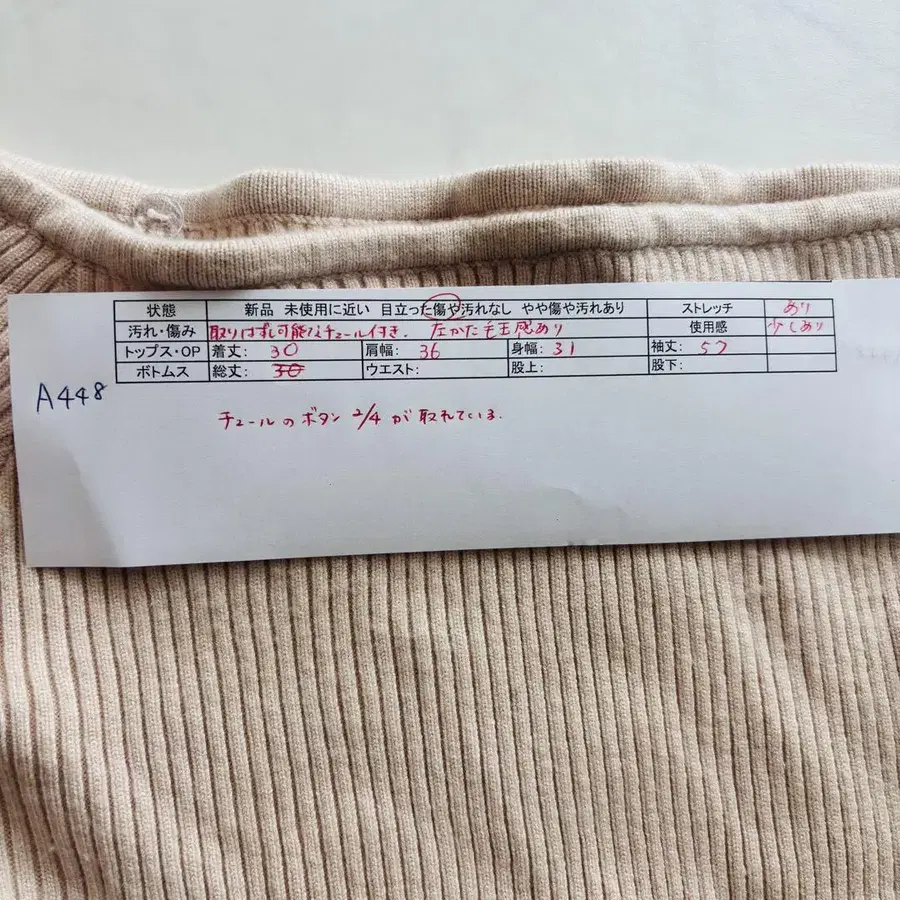 状態 新品 未使用に近い 目立った傷や汚れなし やや傷や汚れあり ストレッチ あり
汚れ・傷み 取りはずし可能なチュール付き. 左かた毛玉感あり 使用感 少しあり
トップス・OP 着丈: 30 肩幅: 36 身幅: 31 袖丈: 57
ボトムス 総丈: 30 ウエスト: 股上: 股下:
A448
チュールのボタン 2/4 が取れている.